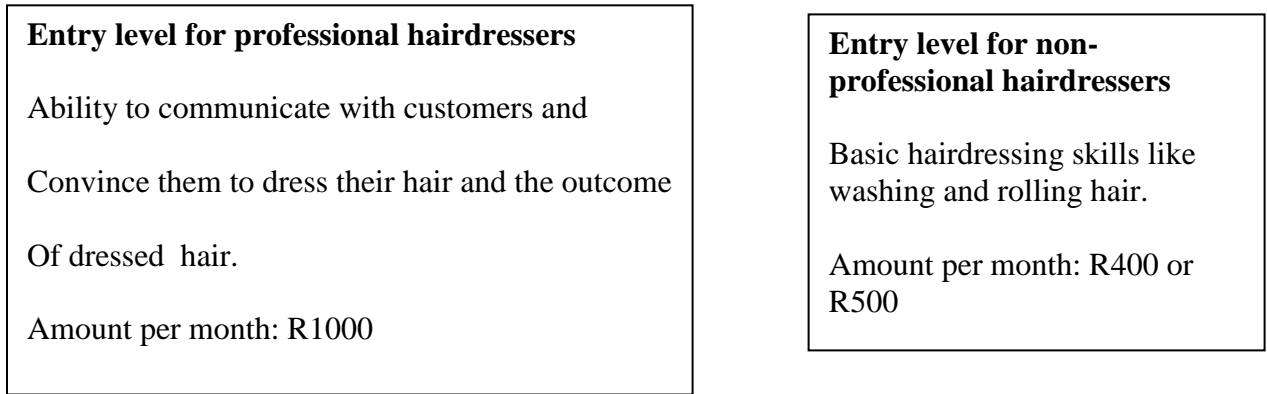 Entry level for professional hairdressers
Ability to communicate with customers and
Convince them to dress their hair and the outcome
Of dressed  hair.
Amount per month: R1000
Entry level for non-
professional hairdressers
Basic hairdressing skills like
washing and rolling hair.
Amount per month: R400 or
R500